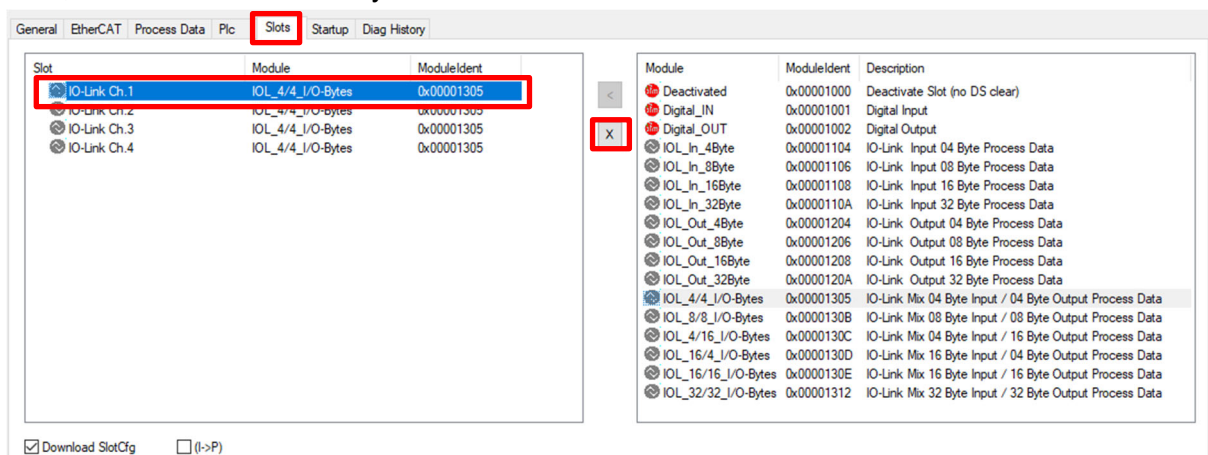 General EtherCAT Process Data Plc Slots Startup Diag History
Slot Module ModuleIdent
IO-Link Ch.1 IOL_4/4_I/O-Bytes 0x00001305
IO-Link Ch.2 IOL_4/4_I/O-Bytes 0x00001305
IO-Link Ch.3 IOL_4/4_I/O-Bytes 0x00001305
IO-Link Ch.4 IOL_4/4_I/O-Bytes 0x00001305
<
X
Module ModuleIdent Description
Deactivated 0x00001000 Deactivate Slot (no DS clear)
Digital_IN 0x00001001 Digital Input
Digital_OUT 0x00001002 Digital Output
IOL_In_4Byte 0x00001104 IO-Link Input 04 Byte Process Data
IOL_In_8Byte 0x00001106 IO-Link Input 08 Byte Process Data
IOL_In_16Byte 0x00001108 IO-Link Input 16 Byte Process Data
IOL_In_32Byte 0x0000110A IO-Link Input 32 Byte Process Data
IOL_Out_4Byte 0x00001204 IO-Link Output 04 Byte Process Data
IOL_Out_8Byte 0x00001206 IO-Link Output 08 Byte Process Data
IOL_Out_16Byte 0x00001208 IO-Link Output 16 Byte Process Data
IOL_Out_32Byte 0x0000120A IO-Link Output 32 Byte Process Data
IOL_4/4_I/O-Bytes 0x00001305 IO-Link Mix 04 Byte Input / 04 Byte Output Process Data
IOL_8/8_I/O-Bytes 0x0000130B IO-Link Mix 08 Byte Input / 08 Byte Output Process Data
IOL_4/16_I/O-Bytes 0x0000130C IO-Link Mix 04 Byte Input / 16 Byte Output Process Data
IOL_16/4_I/O-Bytes 0x0000130D IO-Link Mix 16 Byte Input / 04 Byte Output Process Data
IOL_16/16_I/O-Bytes 0x0000130E IO-Link Mix 16 Byte Input / 16 Byte Output Process Data
IOL_32/32_I/O-Bytes 0x00001312 IO-Link Mix 32 Byte Input / 32 Byte Output Process Data
Download SlotCfg (I->P)